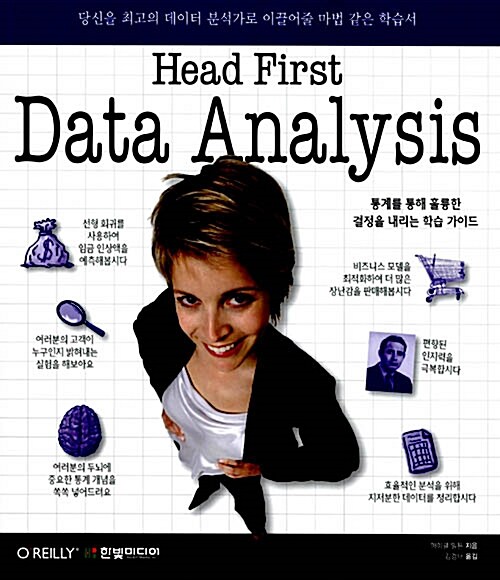 당신을 최고의 데이터 분석가로 이끌어줄 마법 같은 학습서
Head First
Data Analysis
통계를 통해 훌륭한
결정을 내리는 학습 가이드
선형 회귀를
사용하여
임금 인상액을
예측해봅시다
비즈니스 모델을
최적화하여 더 많은
장난감을 판매해봅시다
여러분의 고객이
누구인지 밝혀내는
실험을 해보아요
편향된
인지력을
극복합시다
여러분의 두뇌에
중요한 통계 개념을
쏙쏙 넣어드려요
효율적인 분석을 위해
지저분한 데이터를 정리합시다
O REILLY®
한빛미디어
마이클 밀턴 지음
옮김